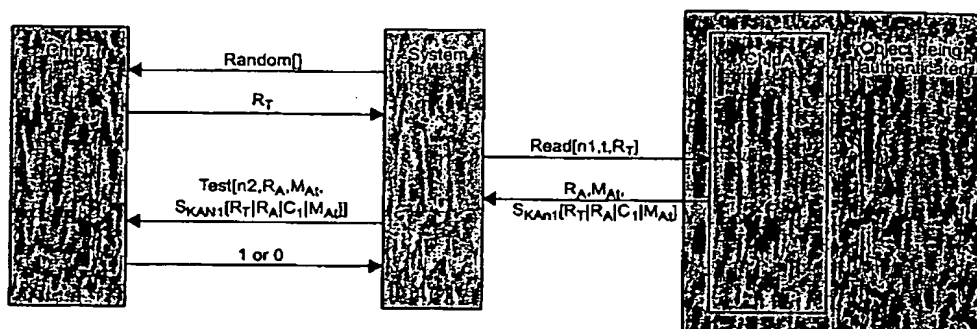 ChipT
System
ChipA
Object being
authenticated
Random[]
R_T
Read[n1,t,R_T]
R_A,M_At,
S_KAn1[R_T|R_A|C_1|M_At]
Test[n2,R_A,M_At,
S_KAN1[R_T|R_A|C_1|M_At]]
1 or 0